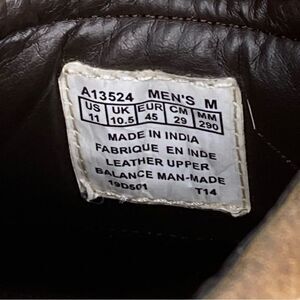 A13524 MEN'S M
US UK EUR CM MM
11 10.5 45 29 290
MADE IN INDIA
FABRIQUE EN INDE
LEATHER UPPER
BALANCE MAN-MADE
19D501 T14